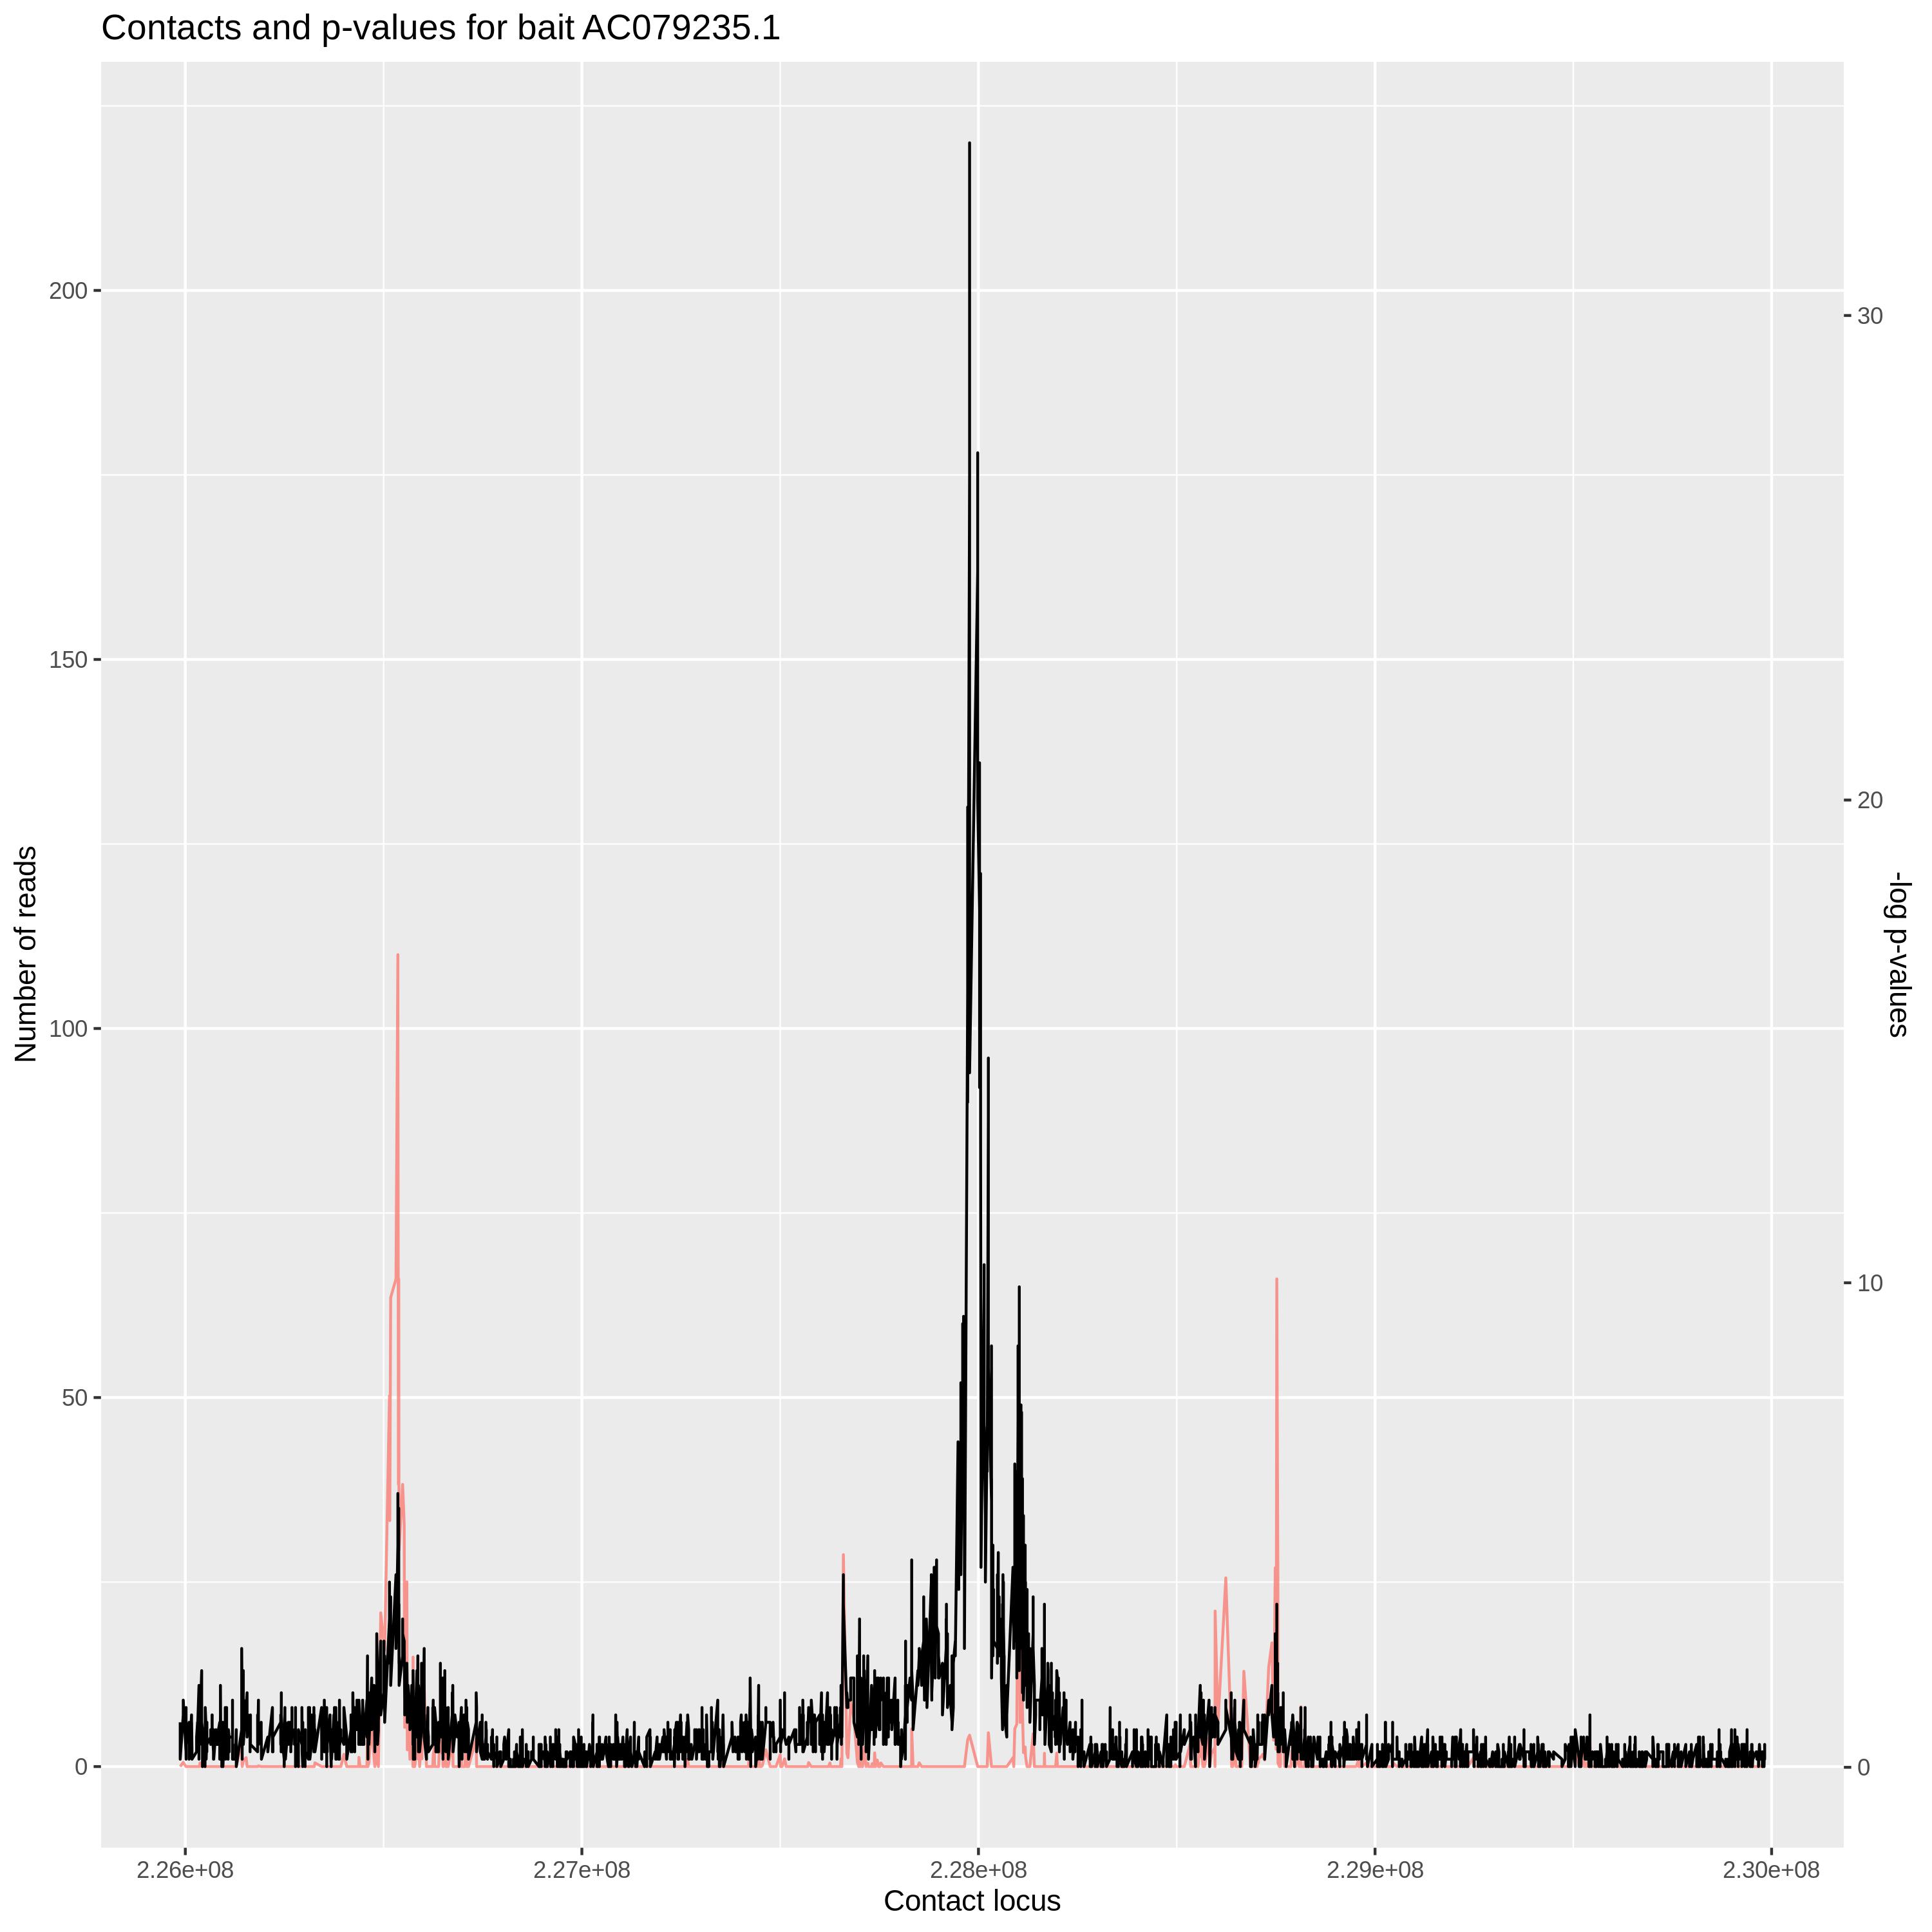 Contacts and p-values for bait AC079235.1
Number of reads
200
150
100
50
0
30
20
10
0
-log p-values
2.26e+08 2.27e+08 2.28e+08 2.29e+08 2.30e+08
Contact locus